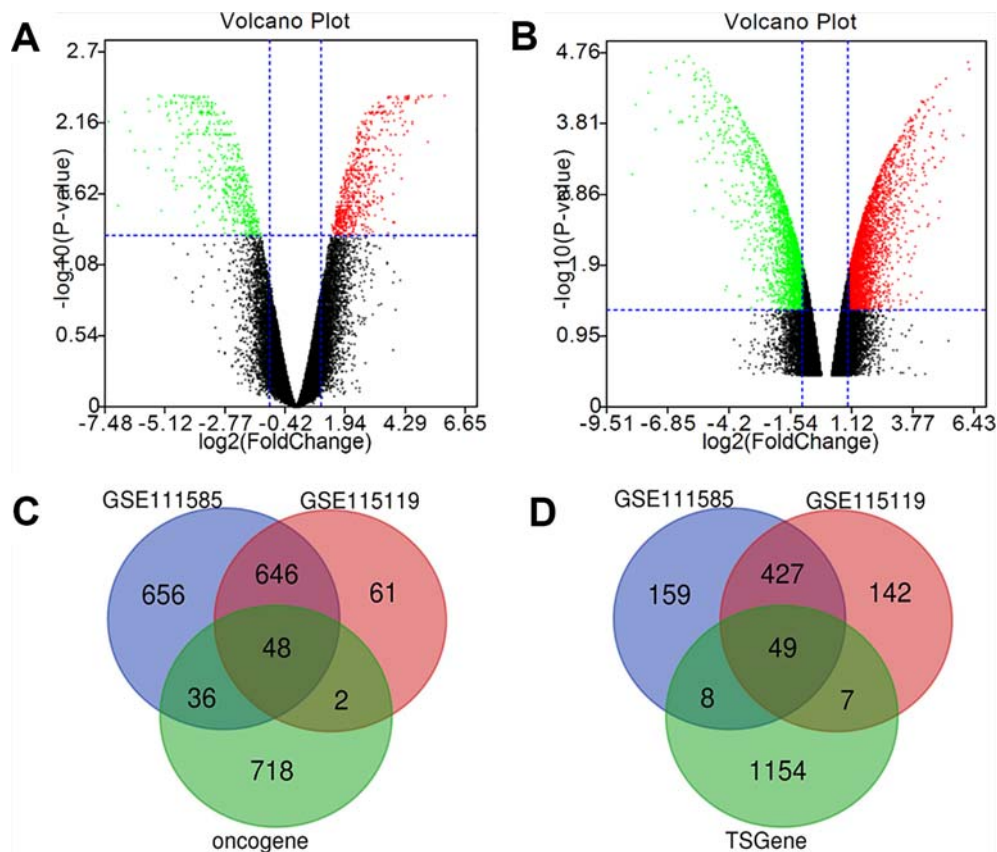 A
Volcano Plot
-log10(P-value)
2.7
2.16
1.62
1.08
0.54
0
-7.48 -5.12 -2.77 -0.42 1.94 4.29 6.65
log2(FoldChange)
B
Volcano Plot
-log10(P-value)
4.76
3.81
2.86
1.9
0.95
0
-9.51 -6.85 -4.2 -1.54 1.12 3.77 6.43
log2(FoldChange)
C
GSE111585 GSE115119
656 646 61
48
36 2
718
oncogene
D
GSE111585 GSE115119
159 427 142
49
8 7
1154
TSGene